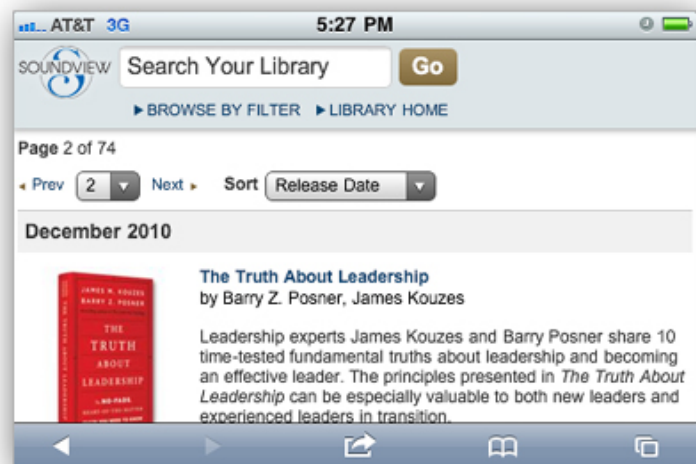 AT&T 3G 5:27 PM
SOUNDVIEW Search Your Library Go
BROWSE BY FILTER LIBRARY HOME
Page 2 of 74
Prev 2 Next Sort Release Date
December 2010
The Truth About Leadership
by Barry Z. Posner, James Kouzes
Leadership experts James Kouzes and Barry Posner share 10
time-tested fundamental truths about leadership and becoming
an effective leader. The principles presented in The Truth About
Leadership can be especially valuable to both new leaders and
experienced leaders in transition.
JAMES M. KOUZES
BARRY Z. POSNER
THE
TRUTH
ABOUT
LEADERSHIP